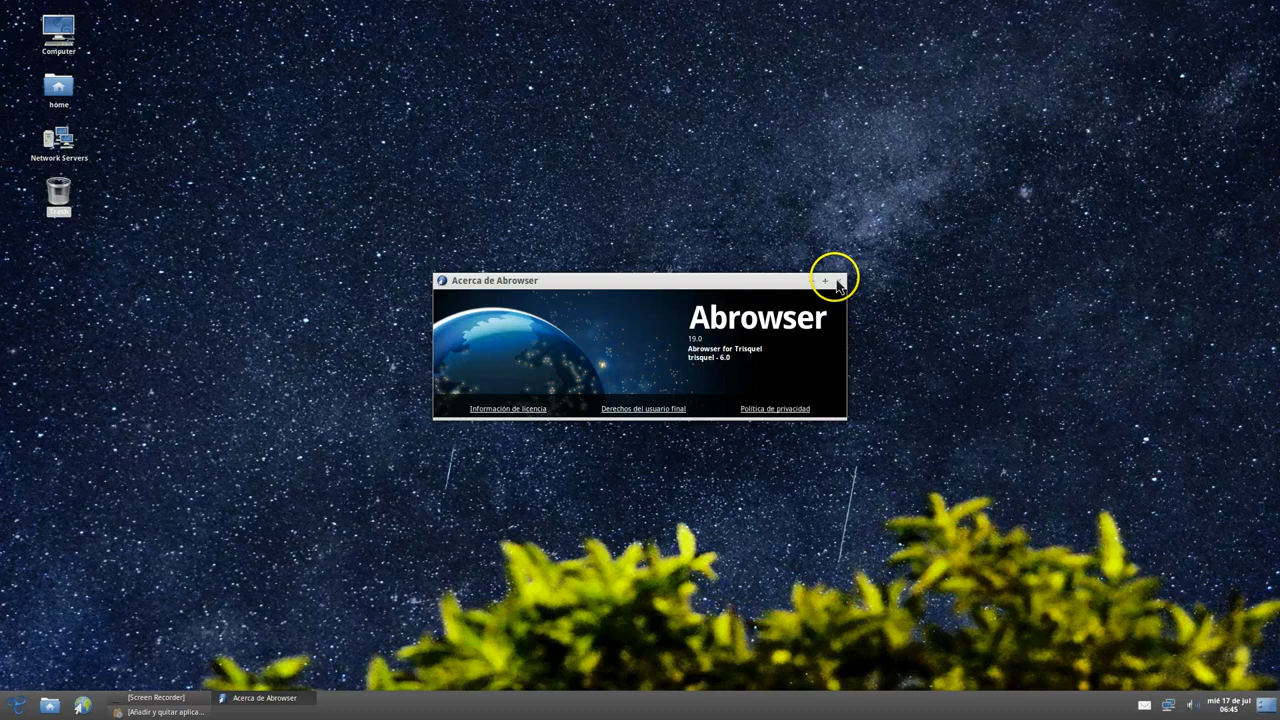 Computer
home
Network Servers
Trash
Acerca de Abrowser
Abrowser
19.0
Abrowser for Trisquel
trisquel - 6.0
Información de licencia
Derechos del usuario final
Política de privacidad
[Screen Recorder]
Acerca de Abrowser
[Añadir y quitar aplica...
mié 17 de jul
06:45